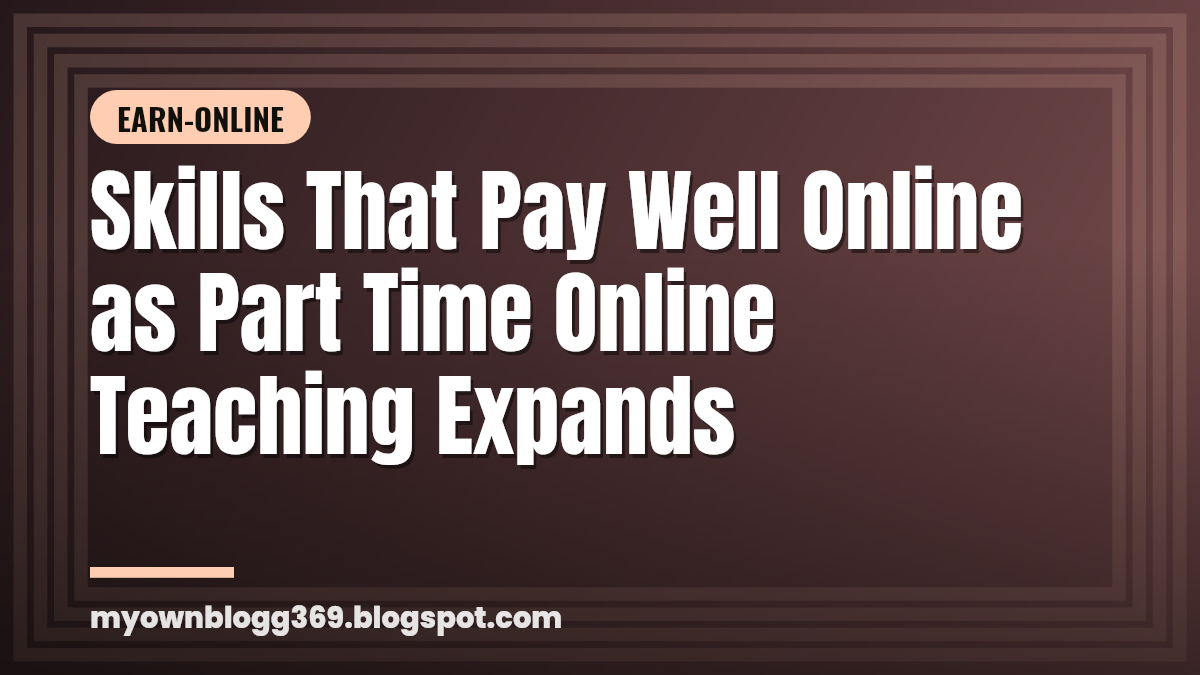 EARN-ONLINE
Skills That Pay Well Online
as Part Time Online
Teaching Expands
myownblogg369.blogspot.com